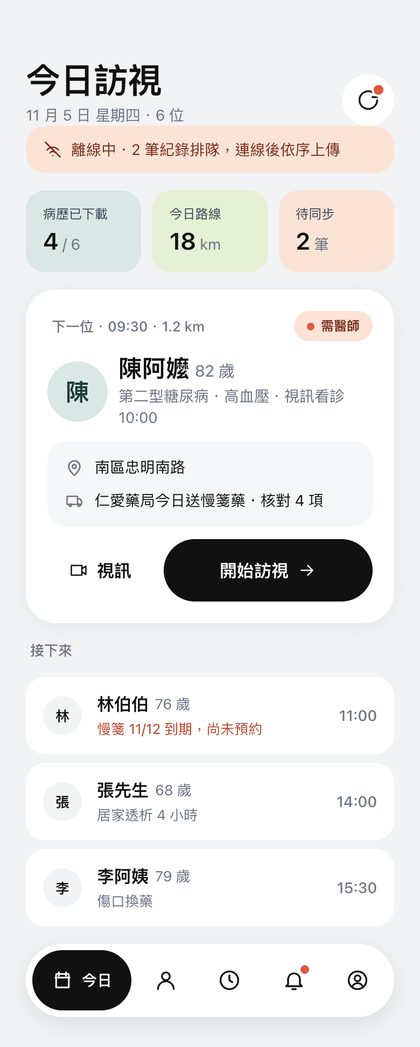 今日訪視
11 月 5 日 星期四 · 6 位
離線中 · 2 筆紀錄排隊，連線後依序上傳
病歷已下載
4 / 6
今日路線
18 km
待同步
2 筆
下一位 · 09:30 · 1.2 km
需醫師
陳
陳阿嬤 82 歲
第二型糖尿病 · 高血壓 · 視訊看診
10:00
南區忠明南路
仁愛藥局今日送慢箋藥 · 核對 4 項
視訊
開始訪視 →
接下來
林
林伯伯 76 歲
慢箋 11/12 到期，尚未預約
11:00
張
張先生 68 歲
居家透析 4 小時
14:00
李
李阿姨 79 歲
傷口換藥
15:30
今日